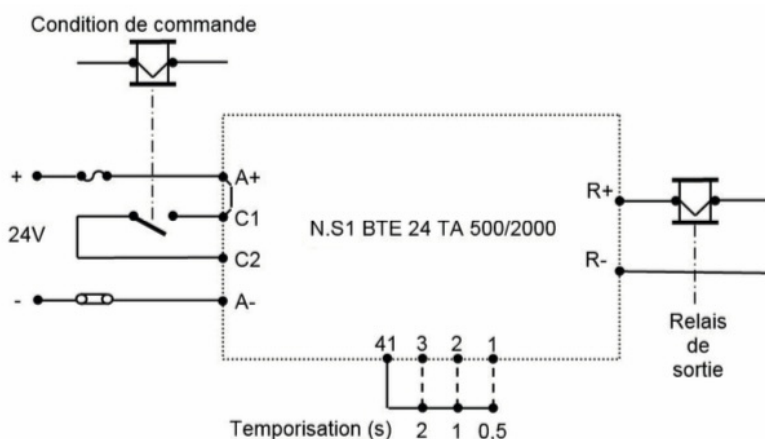 Condition de commande
+
A+
24V
C1
C2
-
A-
N.S1 BTE 24 TA 500/2000
R+
R-
Relais
de
sortie
41 3 2 1
Temporisation (s) 2 1 0,5